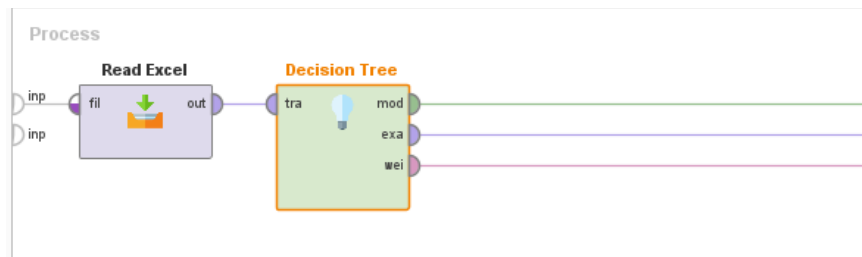 Process
Read Excel
Decision Tree
inp
fil
out
tra
mod
inp
exa
wei